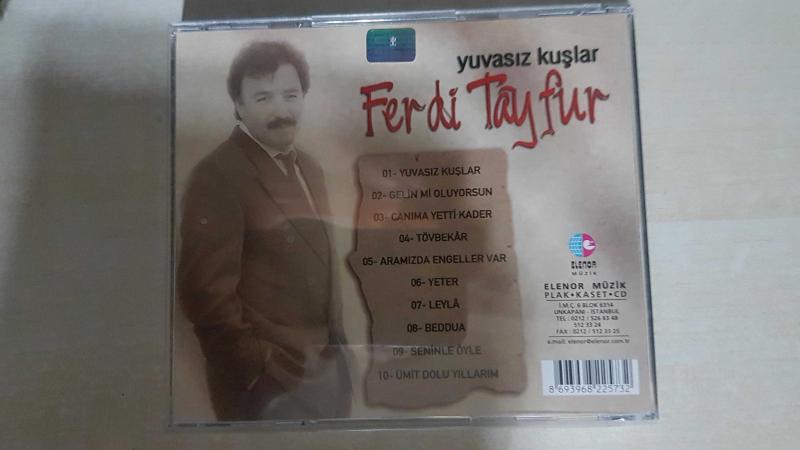 yuvasız kuşlar
Ferdi Tayfur
01- YUVASIZ KUŞLAR
02- GELİN Mİ OLUYORSUN
03- CANIMA YETTİ KADER
04- TÖVBEKÂR
05- ARAMIZDA ENGELLER VAR
06- YETER
07- LEYLÂ
08- BEDDUA
09- SENİNLE ÖYLE
10- ÜMİT DOLU YILLARIM
ELENOR
MÜZİK
ELENOR MÜZİK
PLAK•KASET•CD
İ.M.Ç. 6 BLOK 6314
UNKAPANI - İSTANBUL
TEL : 0212 / 526 63 48
512 33 24
FAX : 0212 / 512 33 25
e.mail: elenor@elenor.com.tr
8 693968 225732